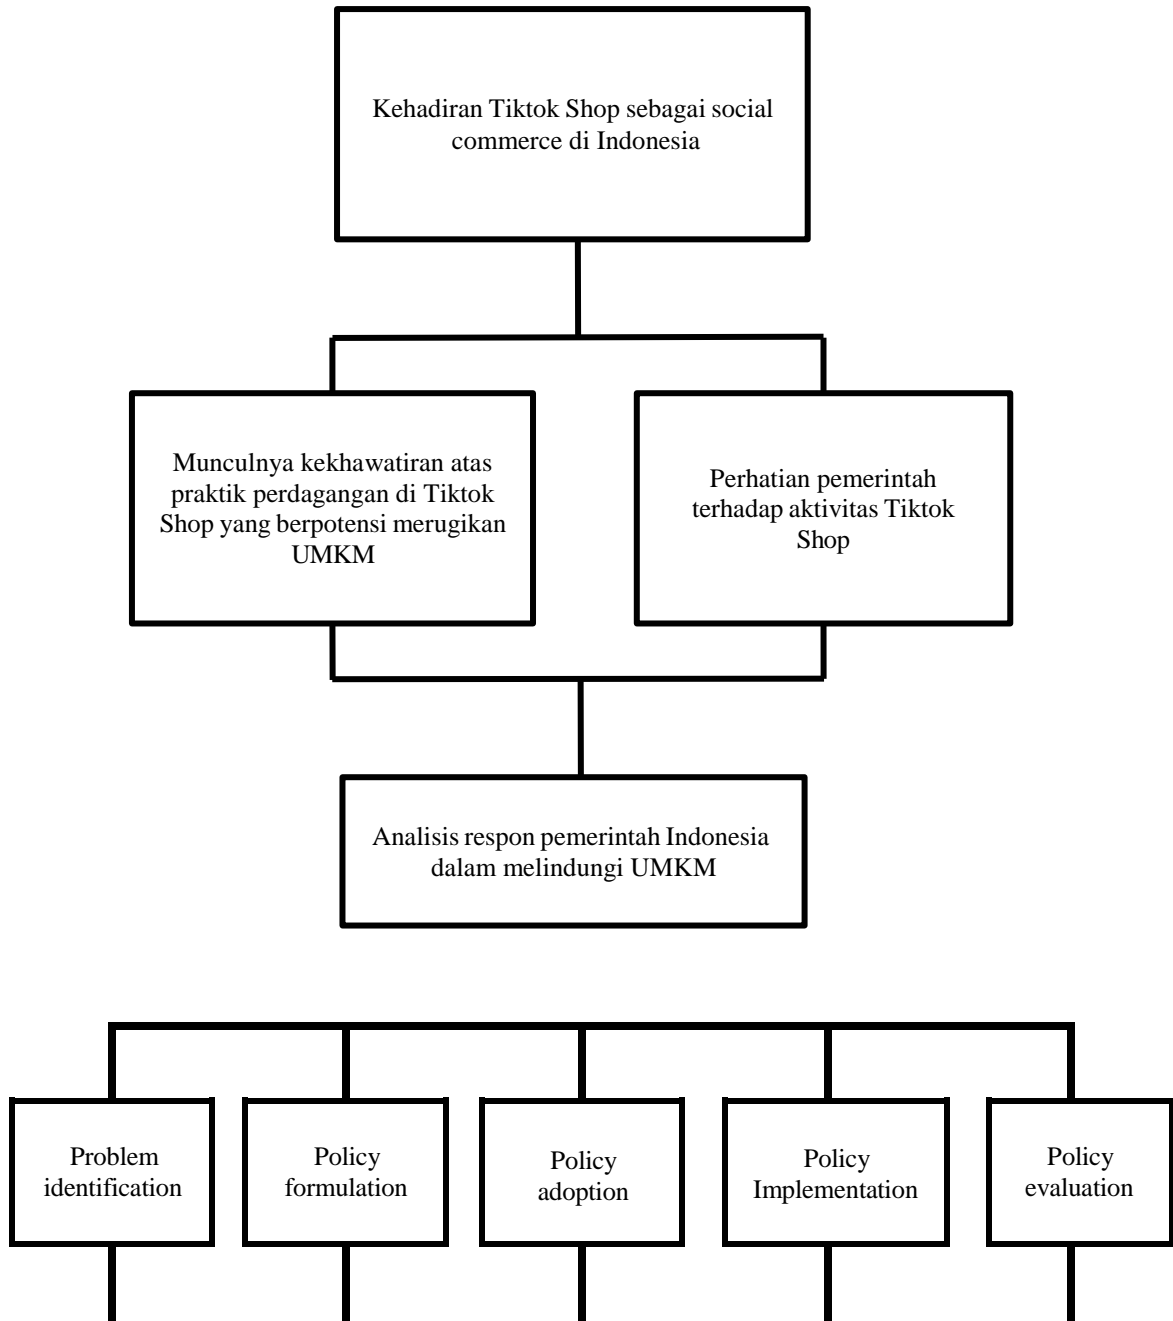 Kehadiran Tiktok Shop sebagai social
commerce di Indonesia
Munculnya kekhawatiran atas
praktik perdagangan di Tiktok
Shop yang berpotensi merugikan
UMKM
Perhatian pemerintah
terhadap aktivitas Tiktok
Shop
Analisis respon pemerintah Indonesia
dalam melindungi UMKM
Problem
identification
Policy
formulation
Policy
adoption
Policy
Implementation
Policy
evaluation